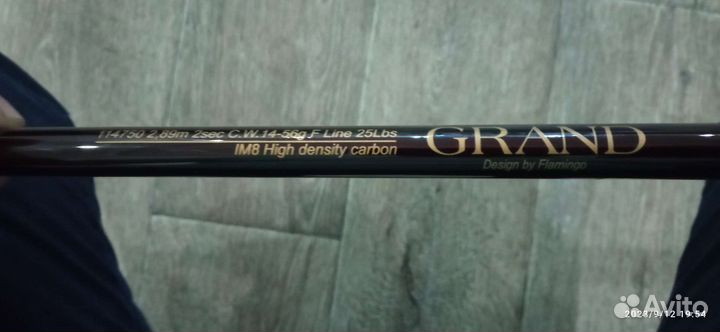 114750 2,89m 2sec C.W.14-56g F Line 25Lbs
IM8 High density carbon
GRAND
Design by Flamingo
Avito
2023/9/12 19:54